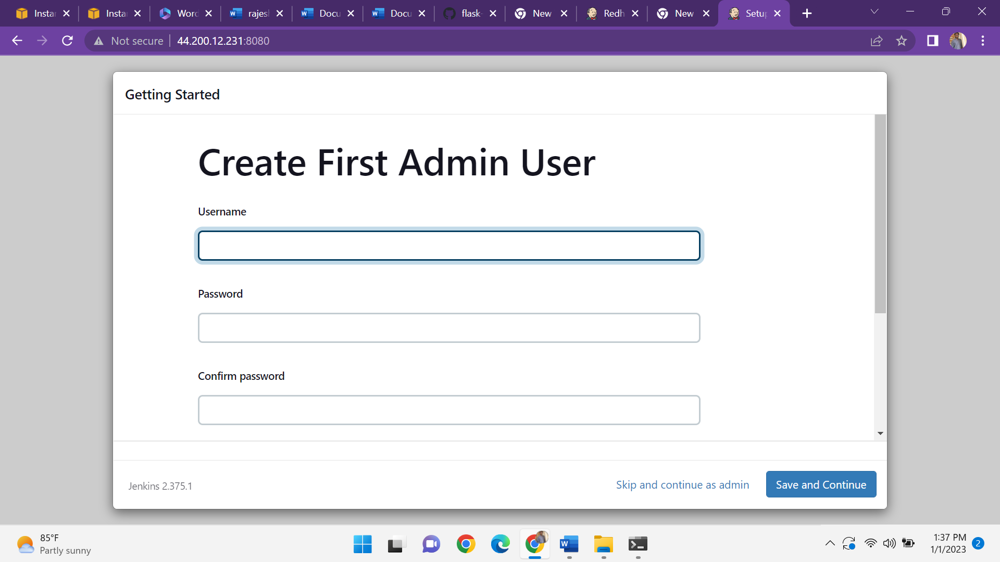 Insta
Insta
Word
rajesh
Docu
Docu
flask-
New
Redh
New
Setup
Not secure
44.200.12.231:8080
Getting Started
Create First Admin User
Username
Password
Confirm password
Jenkins 2.375.1
Skip and continue as admin
Save and Continue
85°F
Partly sunny
1:37 PM
1/1/2023
2